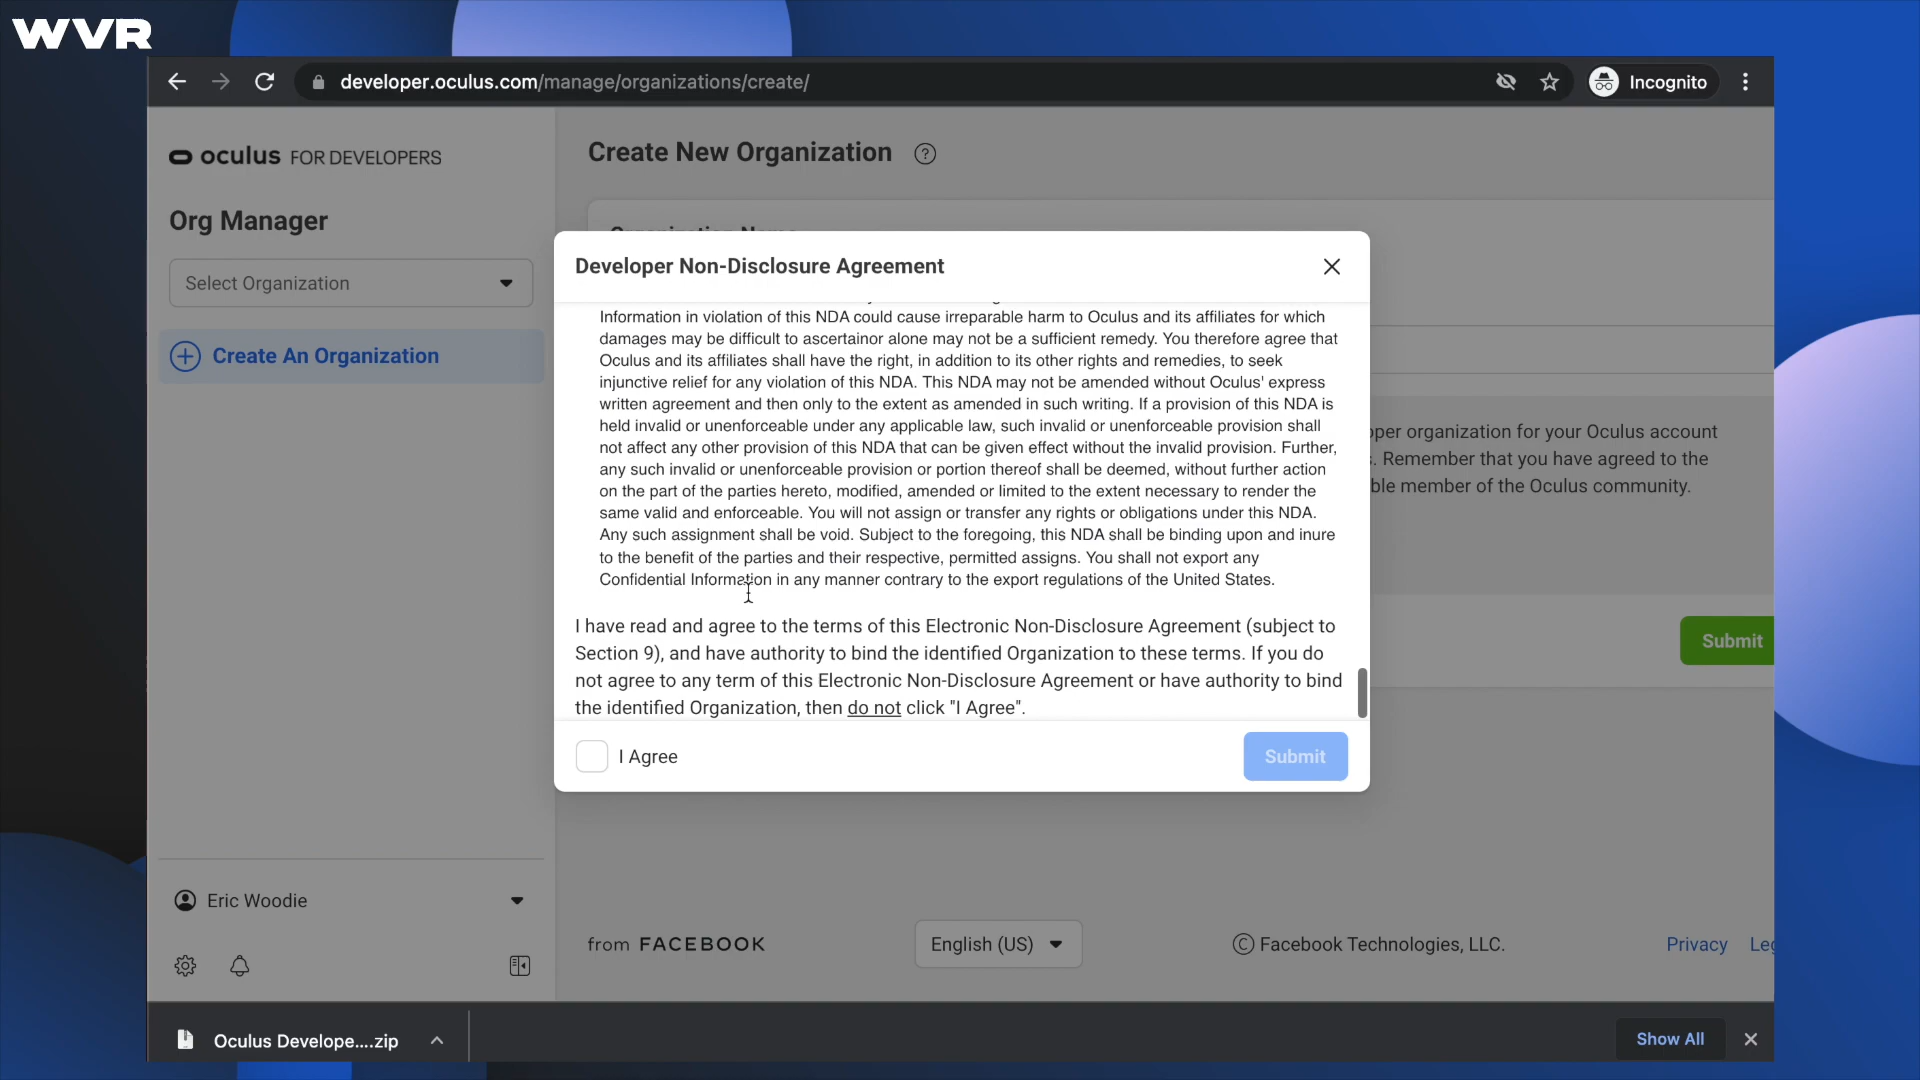 WVR
developer.oculus.com/manage/organizations/create/
Incognito
oculus FOR DEVELOPERS
Create New Organization ?
Org Manager
Select Organization
Create An Organization
Organization Name
Developer Non-Disclosure Agreement
Information in violation of this NDA could cause irreparable harm to Oculus and its affiliates for which
damages may be difficult to ascertainor alone may not be a sufficient remedy. You therefore agree that
Oculus and its affiliates shall have the right, in addition to its other rights and remedies, to seek
injunctive relief for any violation of this NDA. This NDA may not be amended without Oculus' express
written agreement and then only to the extent as amended in such writing. If a provision of this NDA is
held invalid or unenforceable under any applicable law, such invalid or unenforceable provision shall
not affect any other provision of this NDA that can be given effect without the invalid provision. Further,
any such invalid or unenforceable provision or portion thereof shall be deemed, without further action
on the part of the parties hereto, modified, amended or limited to the extent necessary to render the
same valid and enforceable. You will not assign or transfer any rights or obligations under this NDA.
Any such assignment shall be void. Subject to the foregoing, this NDA shall be binding upon and inure
to the benefit of the parties and their respective, permitted assigns. You shall not export any
Confidential Information in any manner contrary to the export regulations of the United States.
I have read and agree to the terms of this Electronic Non-Disclosure Agreement (subject to
Section 9), and have authority to bind the identified Organization to these terms. If you do
not agree to any term of this Electronic Non-Disclosure Agreement or have authority to bind
the identified Organization, then do not click "I Agree".
I Agree
Submit
organization for your Oculus account
. Remember that you have agreed to the
member of the Oculus community.
Submit
Eric Woodie
from FACEBOOK
English (US)
© Facebook Technologies, LLC.
Privacy
Oculus Develope....zip
Show All